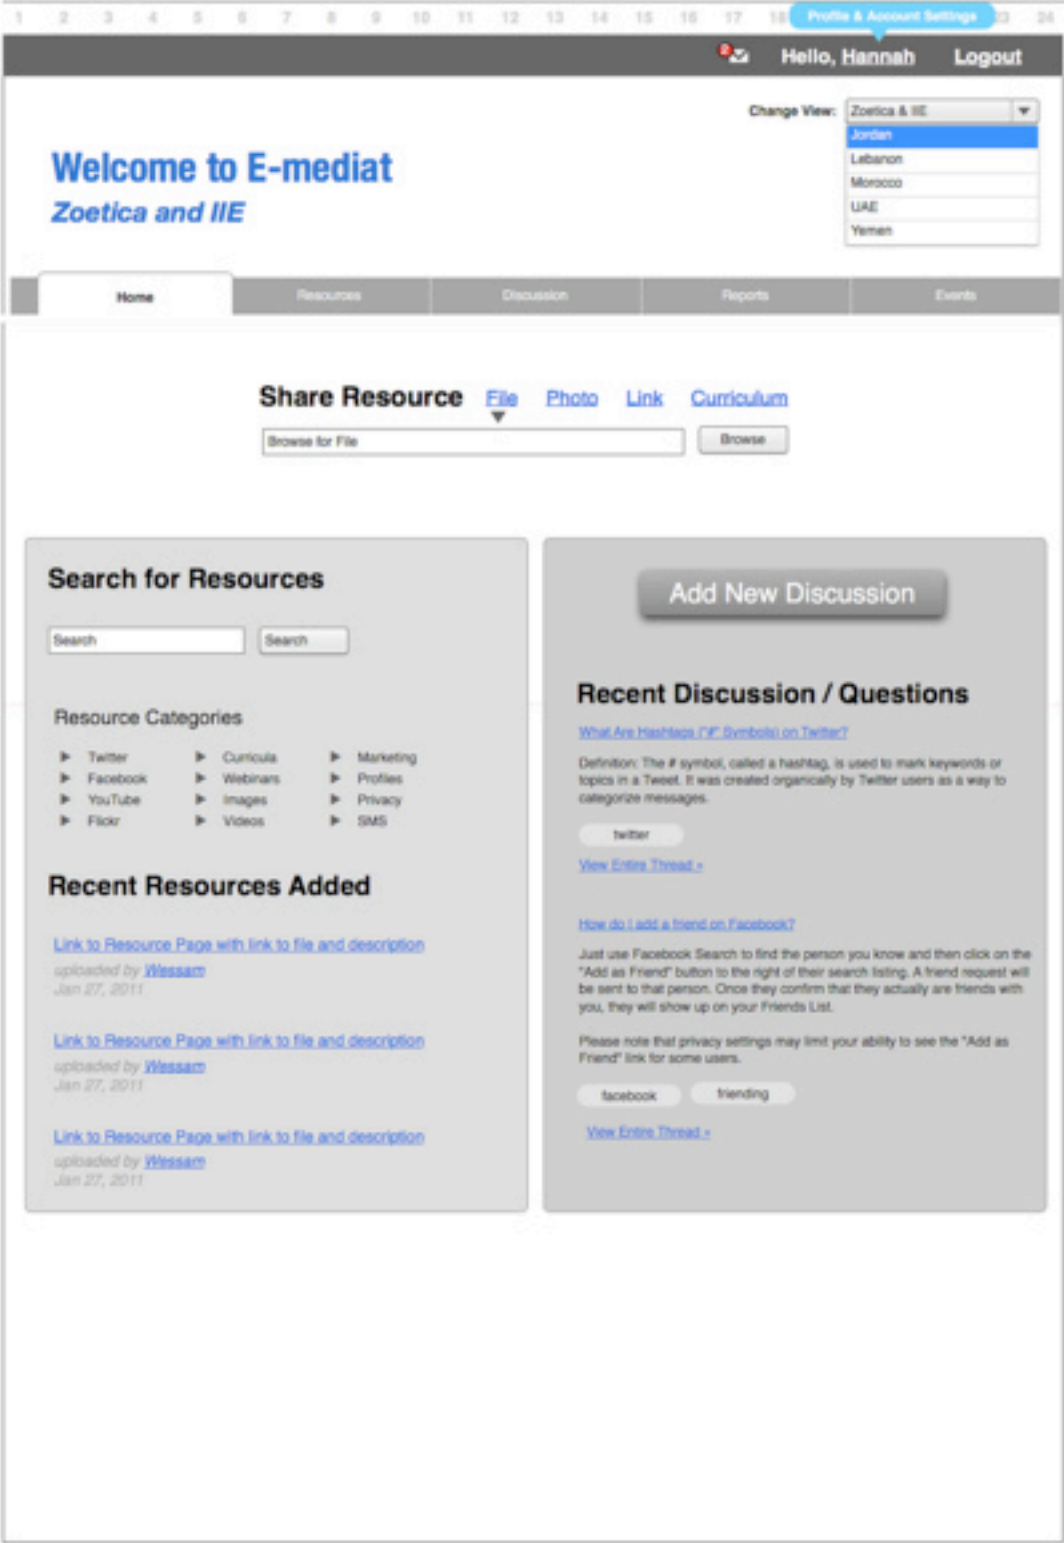 1 2 3 4 5 6 7 8 9 10 11 12 13 14 15 16 17 18 23 24
Profile & Account Settings
2
Hello, Hannah Logout
Change View: Zoetica & IIE
Jordan
Lebanon
Morocco
UAE
Yemen
Welcome to E-mediat
Zoetica and IIE
Home Resources Discussion Reports Events
Share Resource File Photo Link Curriculum
Browse for File Browse
Search for Resources
Search Search
Resource Categories
Twitter Curricula Marketing
Facebook Webinars Profiles
YouTube Images Privacy
Flickr Videos SMS
Recent Resources Added
Link to Resource Page with link to file and description
uploaded by Wessam
Jan 27, 2011
Link to Resource Page with link to file and description
uploaded by Wessam
Jan 27, 2011
Link to Resource Page with link to file and description
uploaded by Wessam
Jan 27, 2011
Add New Discussion
Recent Discussion / Questions
What Are Hashtags ("#" Symbols) on Twitter?
Definition: The # symbol, called a hashtag, is used to mark keywords or
topics in a Tweet. It was created organically by Twitter users as a way to
categorize messages.
twitter
View Entire Thread »
How do I add a friend on Facebook?
Just use Facebook Search to find the person you know and then click on the
"Add as Friend" button to the right of their search listing. A friend request will
be sent to that person. Once they confirm that they actually are friends with
you, they will show up on your Friends List.
Please note that privacy settings may limit your ability to see the "Add as
Friend" link for some users.
facebook friending
View Entire Thread »